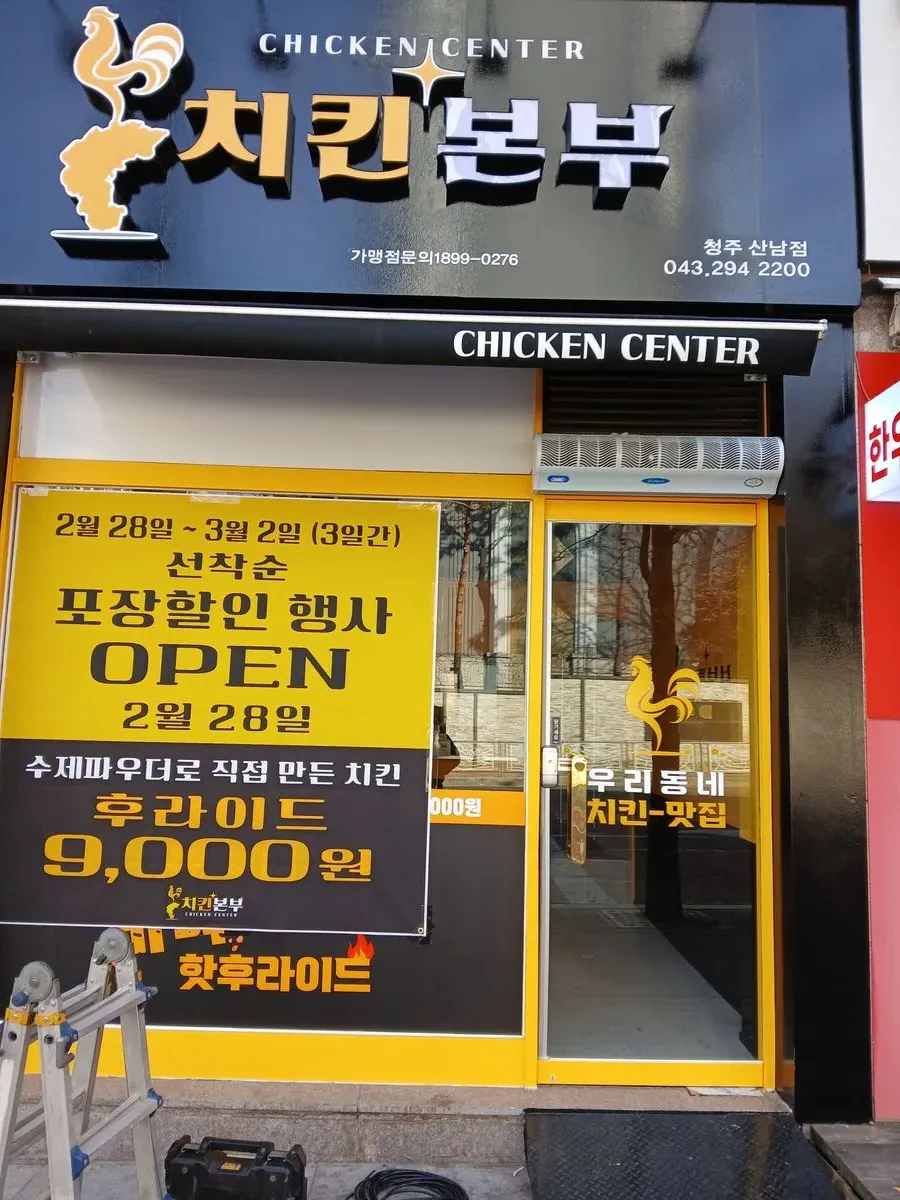 CHICKEN CENTER
치킨본부
가맹점문의1899-0276
청주 산남점
043.294 2200
CHICKEN CENTER
2월 28일 ~ 3월 2일 (3일간)
선착순
포장할인 행사
OPEN
2월 28일
수제파우더로 직접 만든 치킨
후라이드
9,000원
치킨본부
CHICKEN CENTER
000원
핫후라이드
우리동네
치킨-맛집